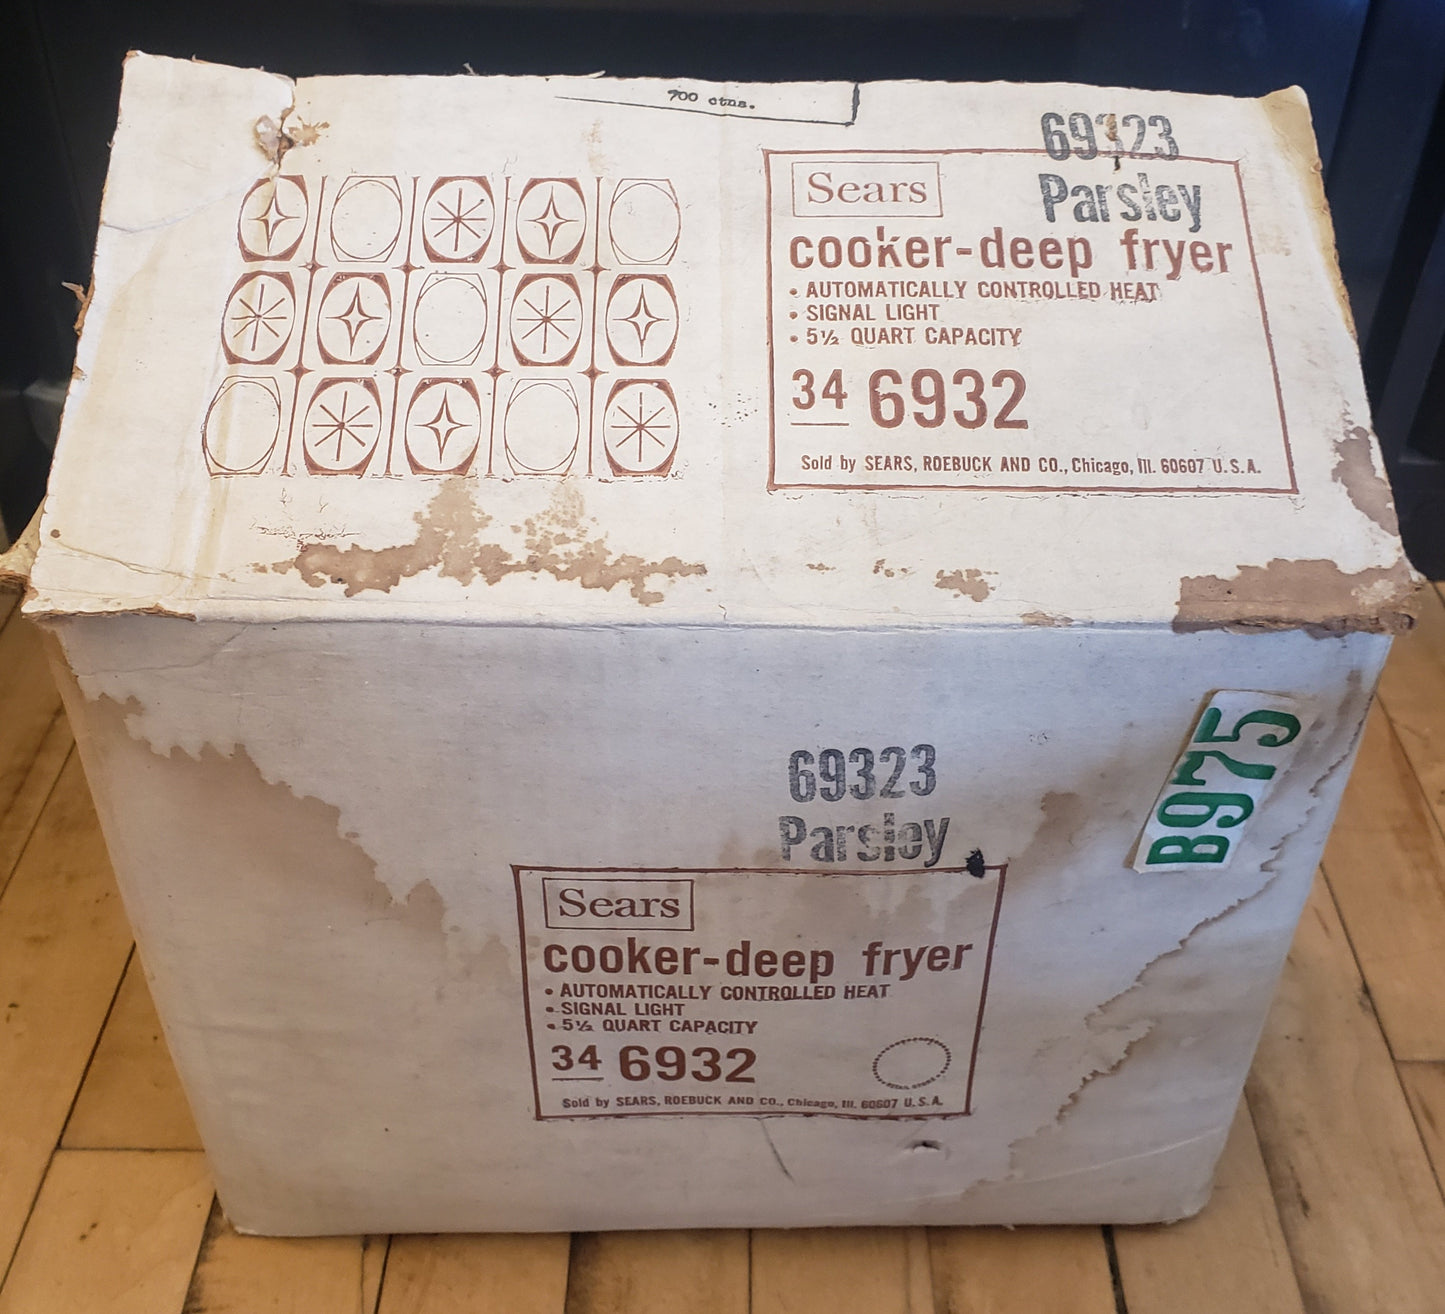 700 ctns.
69323
Parsley
Sears
cooker-deep fryer
• AUTOMATICALLY CONTROLLED HEAT
• SIGNAL LIGHT
• 5½ QUART CAPACITY
34 6932
Sold by SEARS, ROEBUCK AND CO., Chicago, Ill. 60607 U.S.A.
B975
69323
Parsley
Sears
cooker-deep fryer
• AUTOMATICALLY CONTROLLED HEAT
• SIGNAL LIGHT
• 5½ QUART CAPACITY
34 6932
Sold by SEARS, ROEBUCK AND CO., Chicago, Ill. 60607 U.S.A.